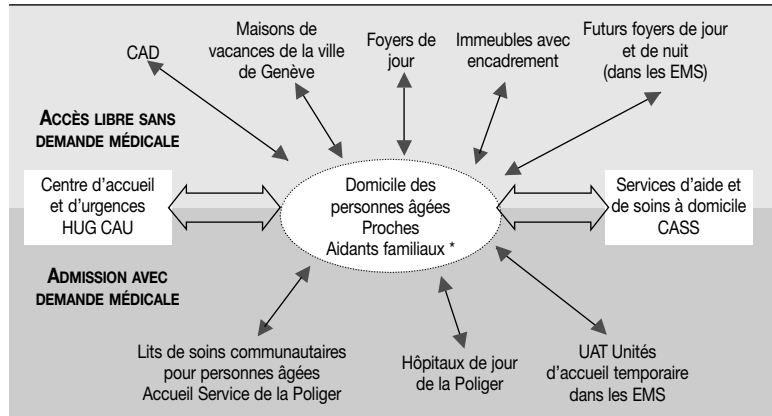 CAD
Maisons de
vacances de la ville
de Genève
Foyers de
jour
Immeubles avec
encadrement
Futurs foyers de jour
et de nuit
(dans les EMS)
ACCÈS LIBRE SANS
DEMANDE MÉDICALE
Centre d'accueil
et d'urgences
HUG CAU
Domicile des
personnes âgées
Proches
Aidants familiaux *
Services d'aide et
de soins à domicile
CASS
ADMISSION AVEC
DEMANDE MÉDICALE
Lits de soins communautaires
pour personnes âgées
Accueil Service de la Poliger
Hôpitaux de jour
de la Poliger
UAT Unités
d'accueil temporaire
dans les EMS